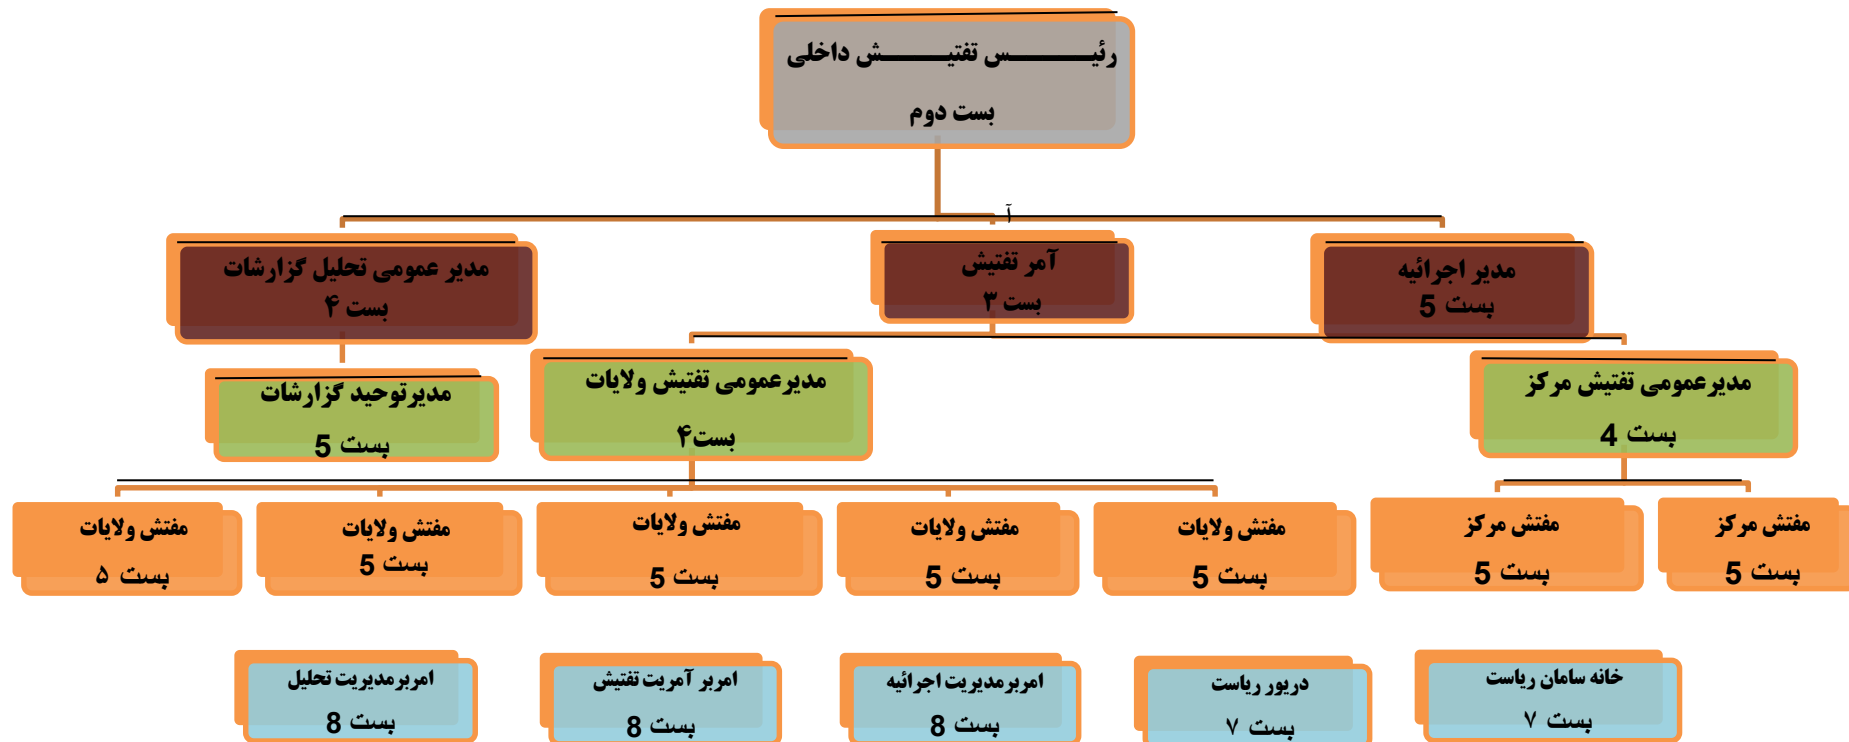 رئیـــــــــــس تفتیـــــــــش داخلی
بست دوم
آ
مدیر اجرائیه
بست 5
آمر تفتیش
بست ۳
مدیر عمومی تحلیل گزارشات
بست ۴
مدیرعمومی تفتیش مرکز
بست 4
مدیرعمومی تفتیش ولایات
بست۴
مدیرتوحید گزارشات
بست 5
مفتش مرکز
بست 5
مفتش مرکز
بست 5
مفتش ولایات
بست 5
مفتش ولایات
بست 5
مفتش ولایات
بست 5
مفتش ولایات
بست 5
مفتش ولایات
بست ۵
خانه سامان ریاست
بست ۷
دریور ریاست
بست ۷
امربرمدیریت اجرائیه
بست 8
امربر آمریت تفتیش
بست 8
امربرمدیریت تحلیل
بست 8